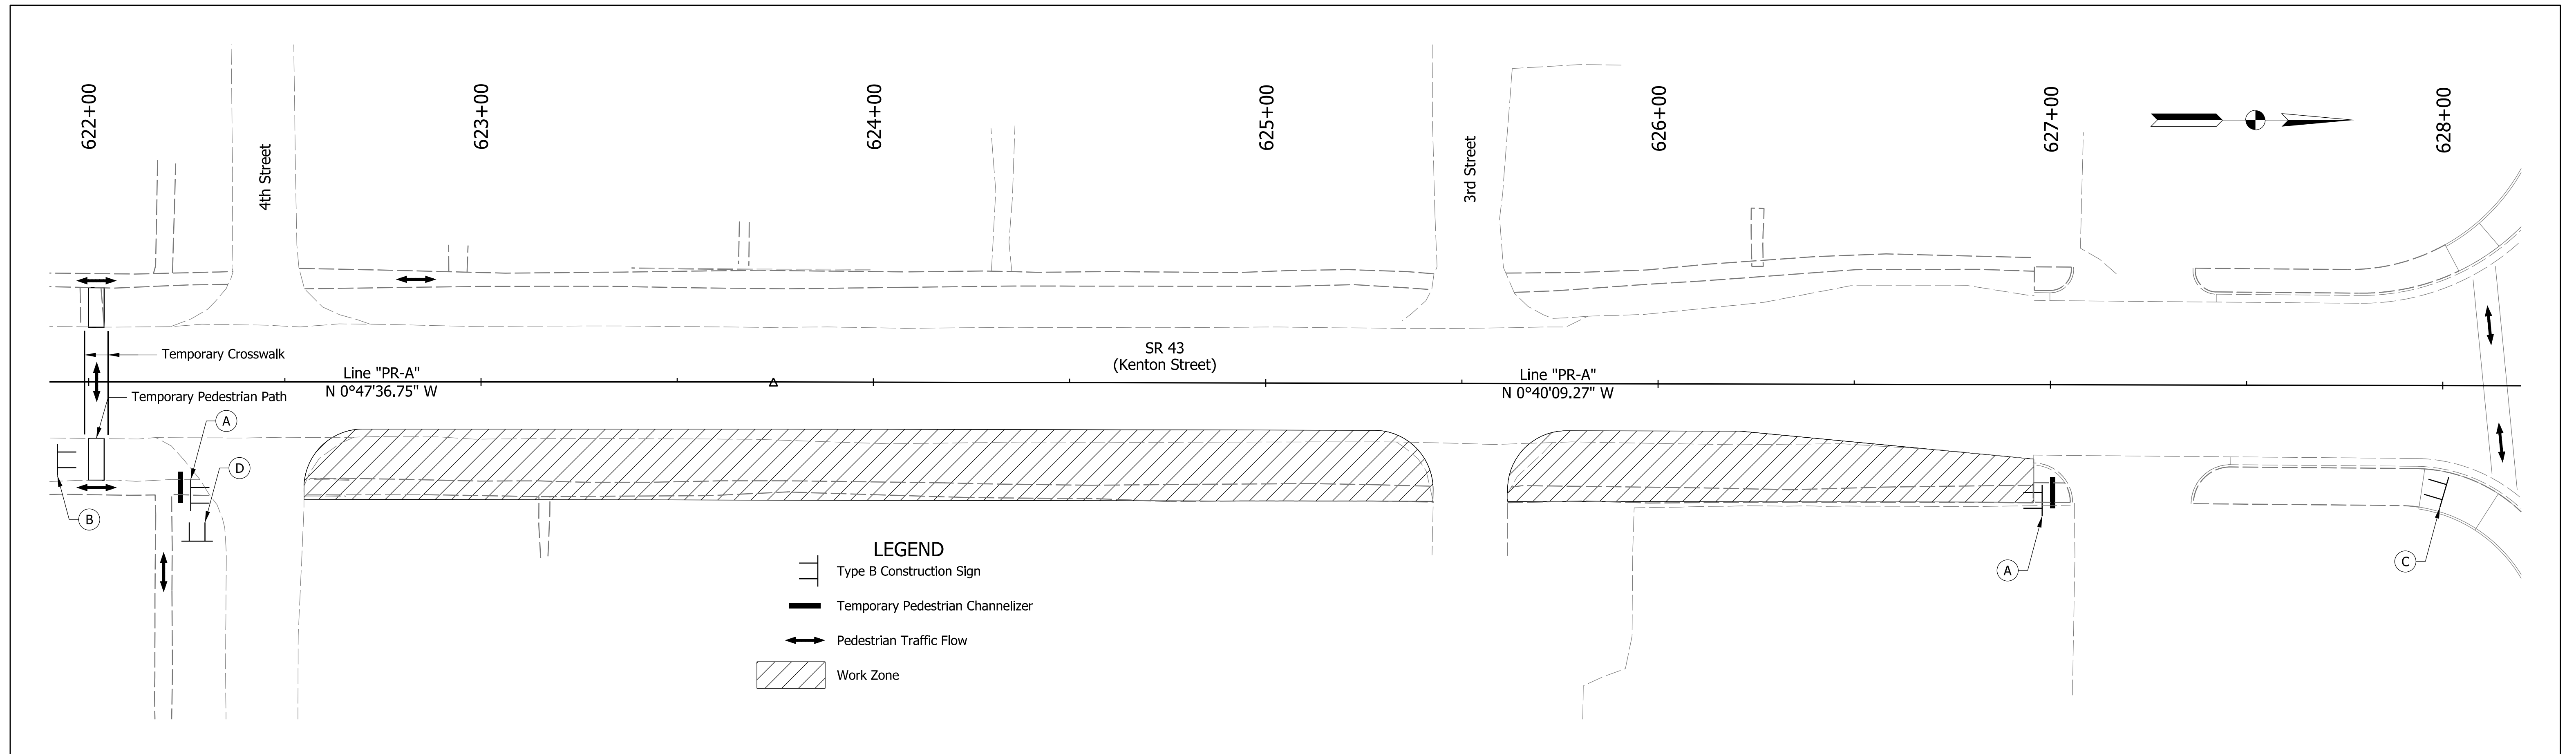 622+00
623+00
624+00
625+00
626+00
627+00
628+00
4th Street
3rd Street
Temporary Crosswalk
SR 43
(Kenton Street)
Line "PR-A"
N 0°47'36.75" W
Line "PR-A"
N 0°40'09.27" W
Temporary Pedestrian Path
A
D
B
A
C
LEGEND
Type B Construction Sign
Temporary Pedestrian Channelizer
Pedestrian Traffic Flow
Work Zone